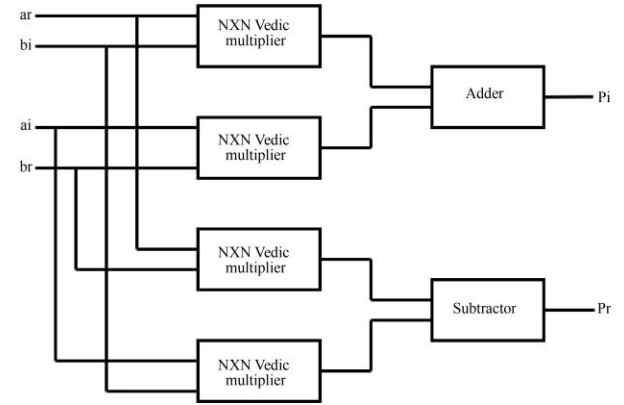 ar
bi
NXN Vedic
multiplier
Adder
Pi
ai
br
NXN Vedic
multiplier
NXN Vedic
multiplier
Subtractor
Pr
NXN Vedic
multiplier